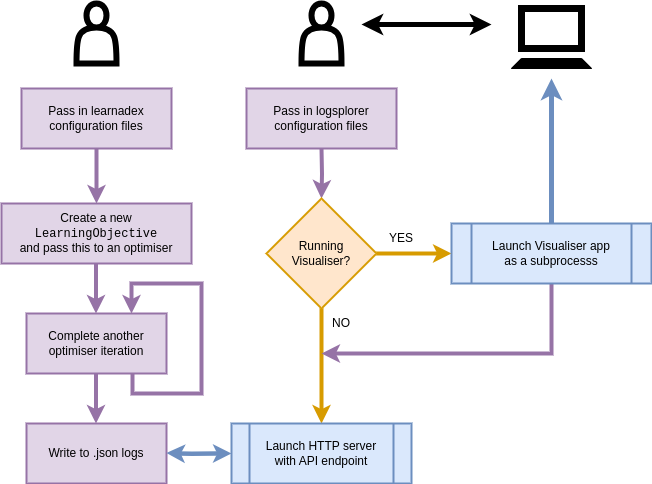 Pass in learnadex
configuration files
Pass in logsplorer
configuration files
Create a new
LearningObjective
and pass this to an optimiser
Running
Visualiser?
YES
Launch Visualiser app
as a subprocesss
NO
Complete another
optimiser iteration
Write to .json logs
Launch HTTP server
with API endpoint